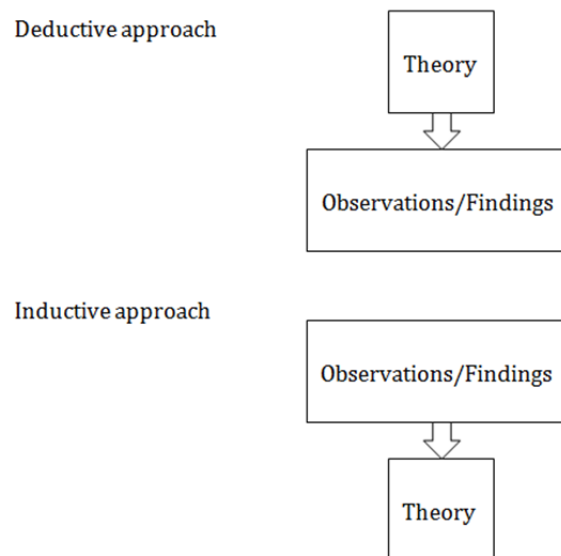 Deductive approach
Theory
Observations/Findings
Inductive approach
Observations/Findings
Theory